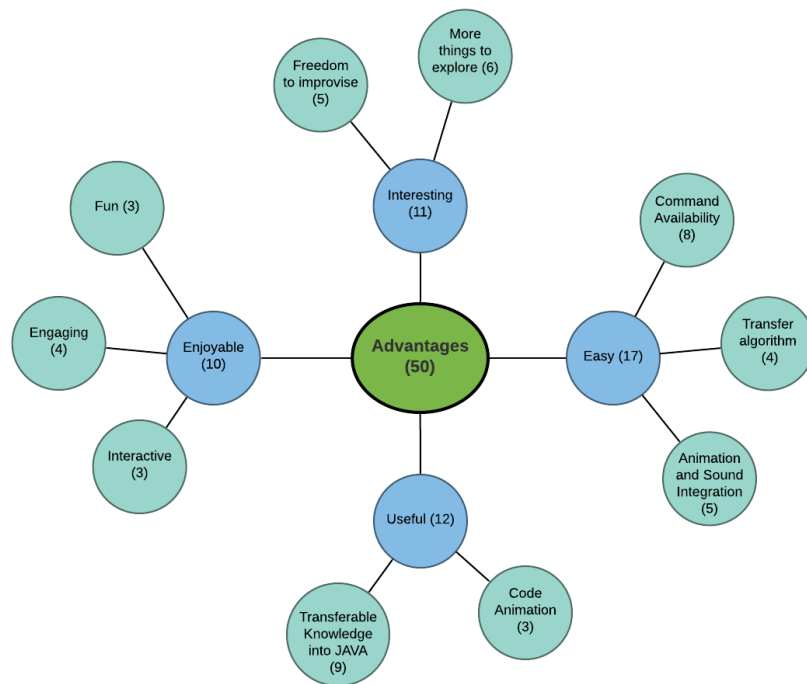 More
things to
explore (6)
Freedom
to improvise
(5)
Interesting
(11)
Fun (3)
Command
Availability
(8)
Engaging
(4)
Enjoyable
(10)
Advantages
(50)
Easy (17)
Transfer
algorithm
(4)
Interactive
(3)
Animation
and Sound
Integration
(5)
Useful (12)
Transferable
Knowledge
into JAVA
(9)
Code
Animation
(3)